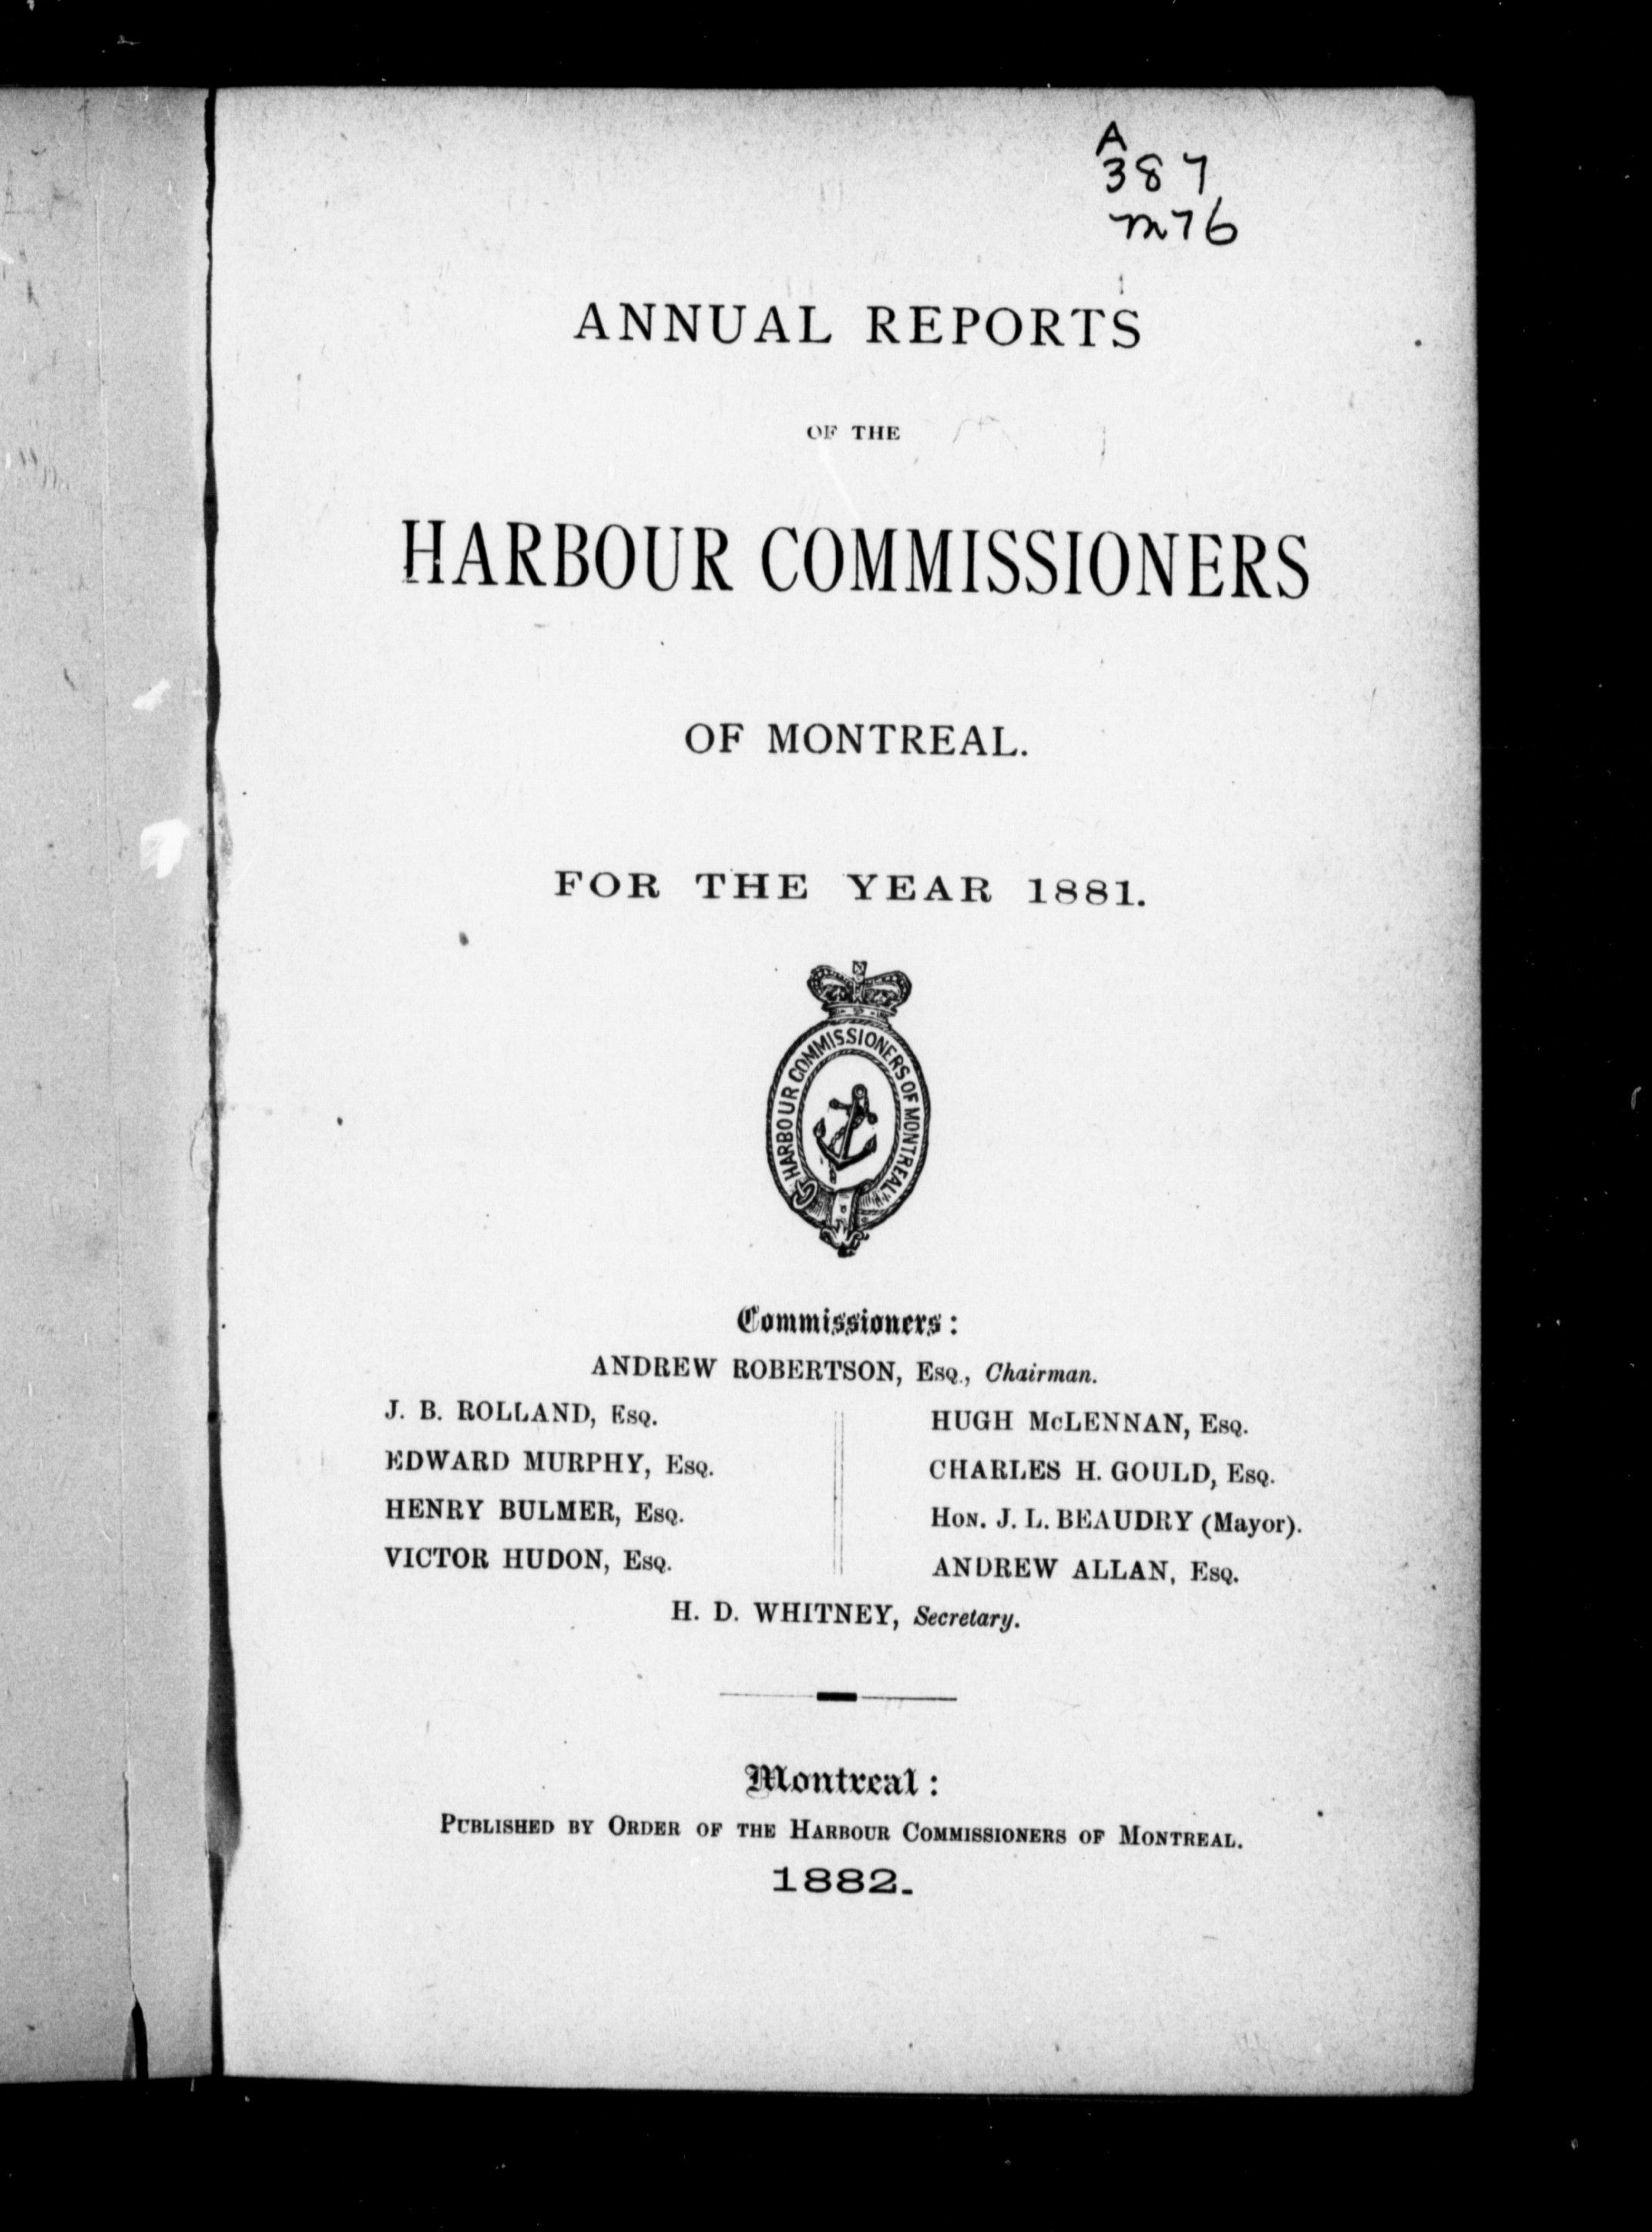 A
387
m76
ANNUAL REPORTS
OF THE
HARBOUR COMMISSIONERS
OF MONTREAL.
FOR THE YEAR 1881.
HARBOUR COMMISSIONERS OF MONTREAL
Commissioners:
ANDREW ROBERTSON, Esq., Chairman.
J. B. ROLLAND, Esq.
EDWARD MURPHY, Esq.
HENRY BULMER, Esq.
VICTOR HUDON, Esq.
HUGH McLENNAN, Esq.
CHARLES H. GOULD, Esq.
Hon. J. L. BEAUDRY (Mayor).
ANDREW ALLAN, Esq.
H. D. WHITNEY, Secretary.
Montreal:
Published by Order of the Harbour Commissioners of Montreal.
1882.